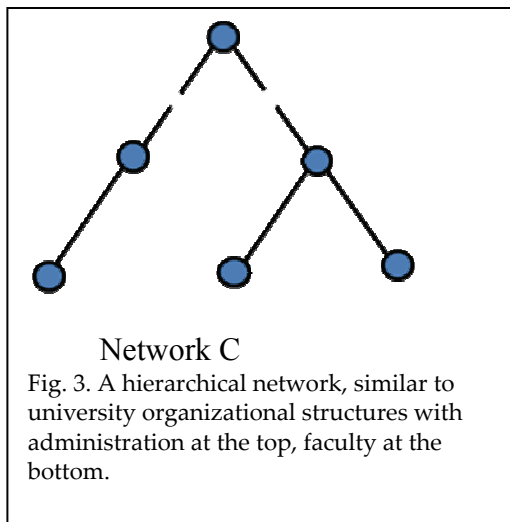 Network C
Fig. 3. A hierarchical network, similar to
university organizational structures with
administration at the top, faculty at the
bottom.